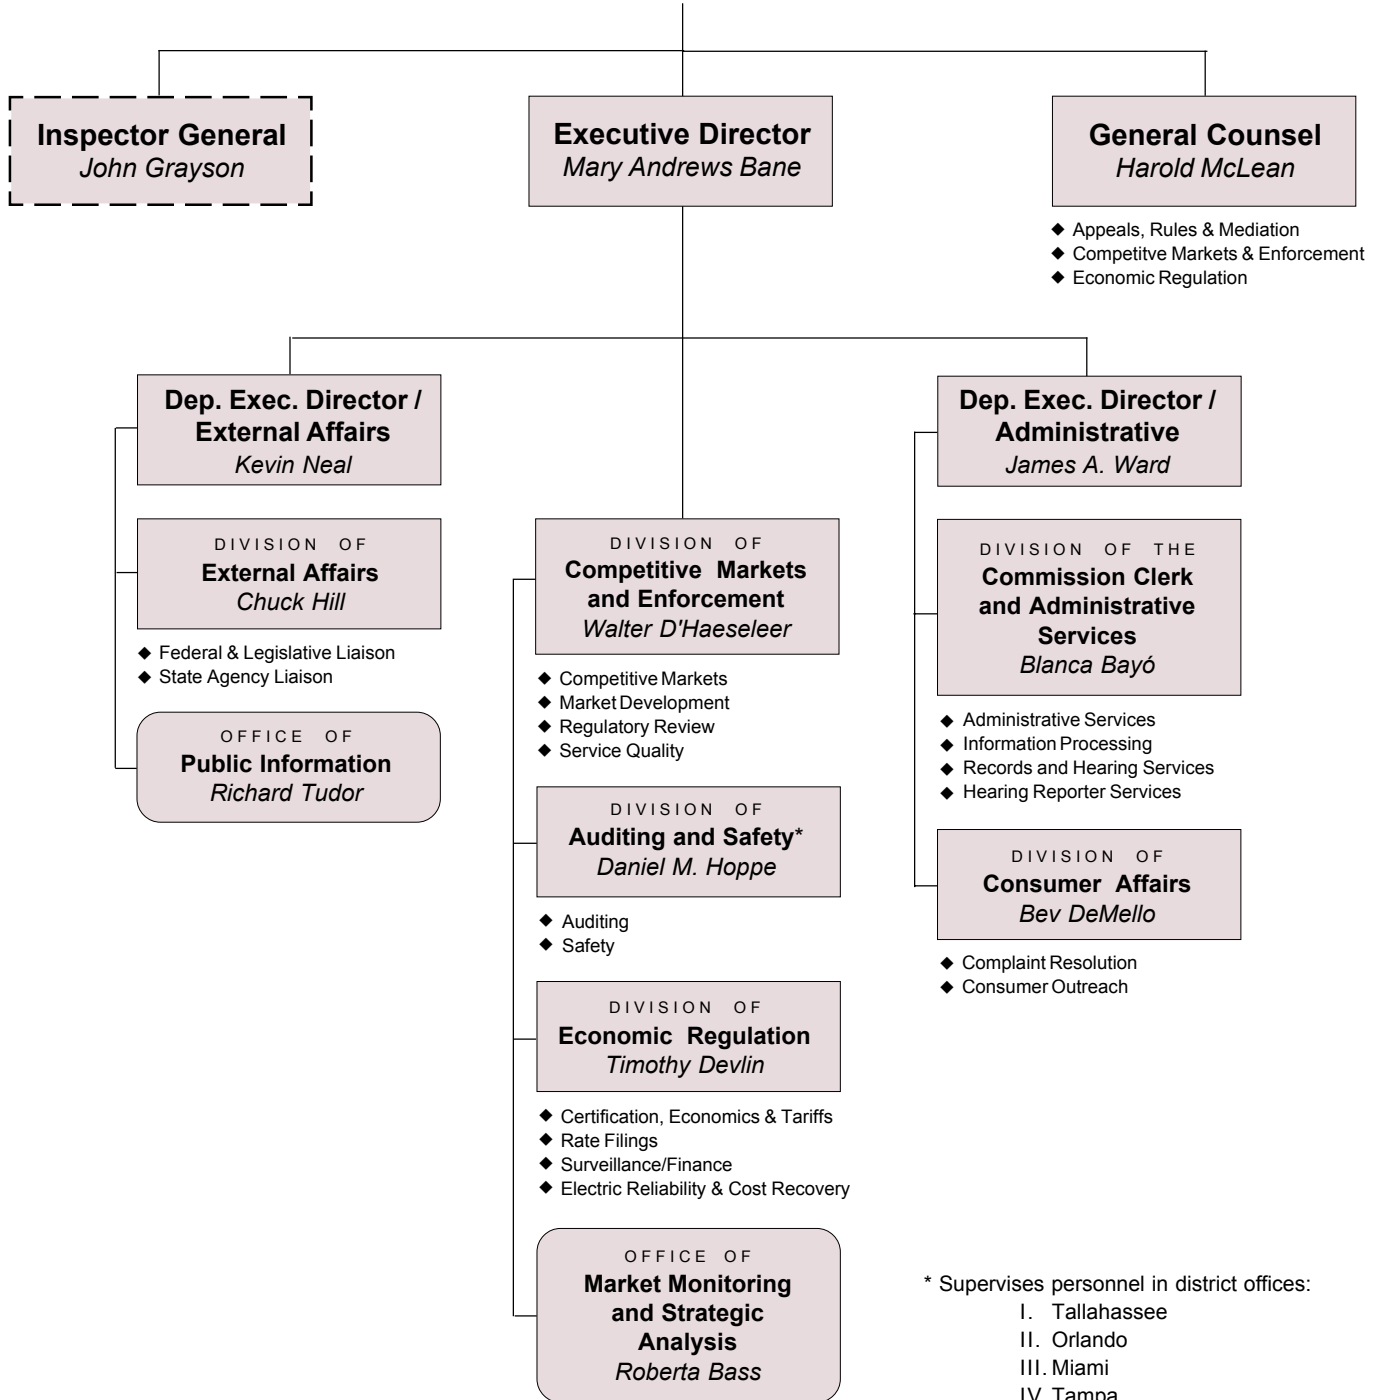 Inspector General
John Grayson
Executive Director
Mary Andrews Bane
General Counsel
Harold McLean
◆ Appeals, Rules & Mediation
◆ Competitve Markets & Enforcement
◆ Economic Regulation
Dep. Exec. Director /
External Affairs
Kevin Neal
DIVISION OF
External Affairs
Chuck Hill
◆ Federal & Legislative Liaison
◆ State Agency Liaison
OFFICE OF
Public Information
Richard Tudor
DIVISION OF
Competitive Markets
and Enforcement
Walter D'Haeseleer
◆ Competitive Markets
◆ Market Development
◆ Regulatory Review
◆ Service Quality
DIVISION OF
Auditing and Safety*
Daniel M. Hoppe
◆ Auditing
◆ Safety
DIVISION OF
Economic Regulation
Timothy Devlin
◆ Certification, Economics & Tariffs
◆ Rate Filings
◆ Surveillance/Finance
◆ Electric Reliability & Cost Recovery
OFFICE OF
Market Monitoring
and Strategic
Analysis
Roberta Bass
Dep. Exec. Director /
Administrative
James A. Ward
DIVISION OF THE
Commission Clerk
and Administrative
Services
Blanca Bayó
◆ Administrative Services
◆ Information Processing
◆ Records and Hearing Services
◆ Hearing Reporter Services
DIVISION OF
Consumer Affairs
Bev DeMello
◆ Complaint Resolution
◆ Consumer Outreach
* Supervises personnel in district offices:
I. Tallahassee
II. Orlando
III. Miami
IV. Tampa